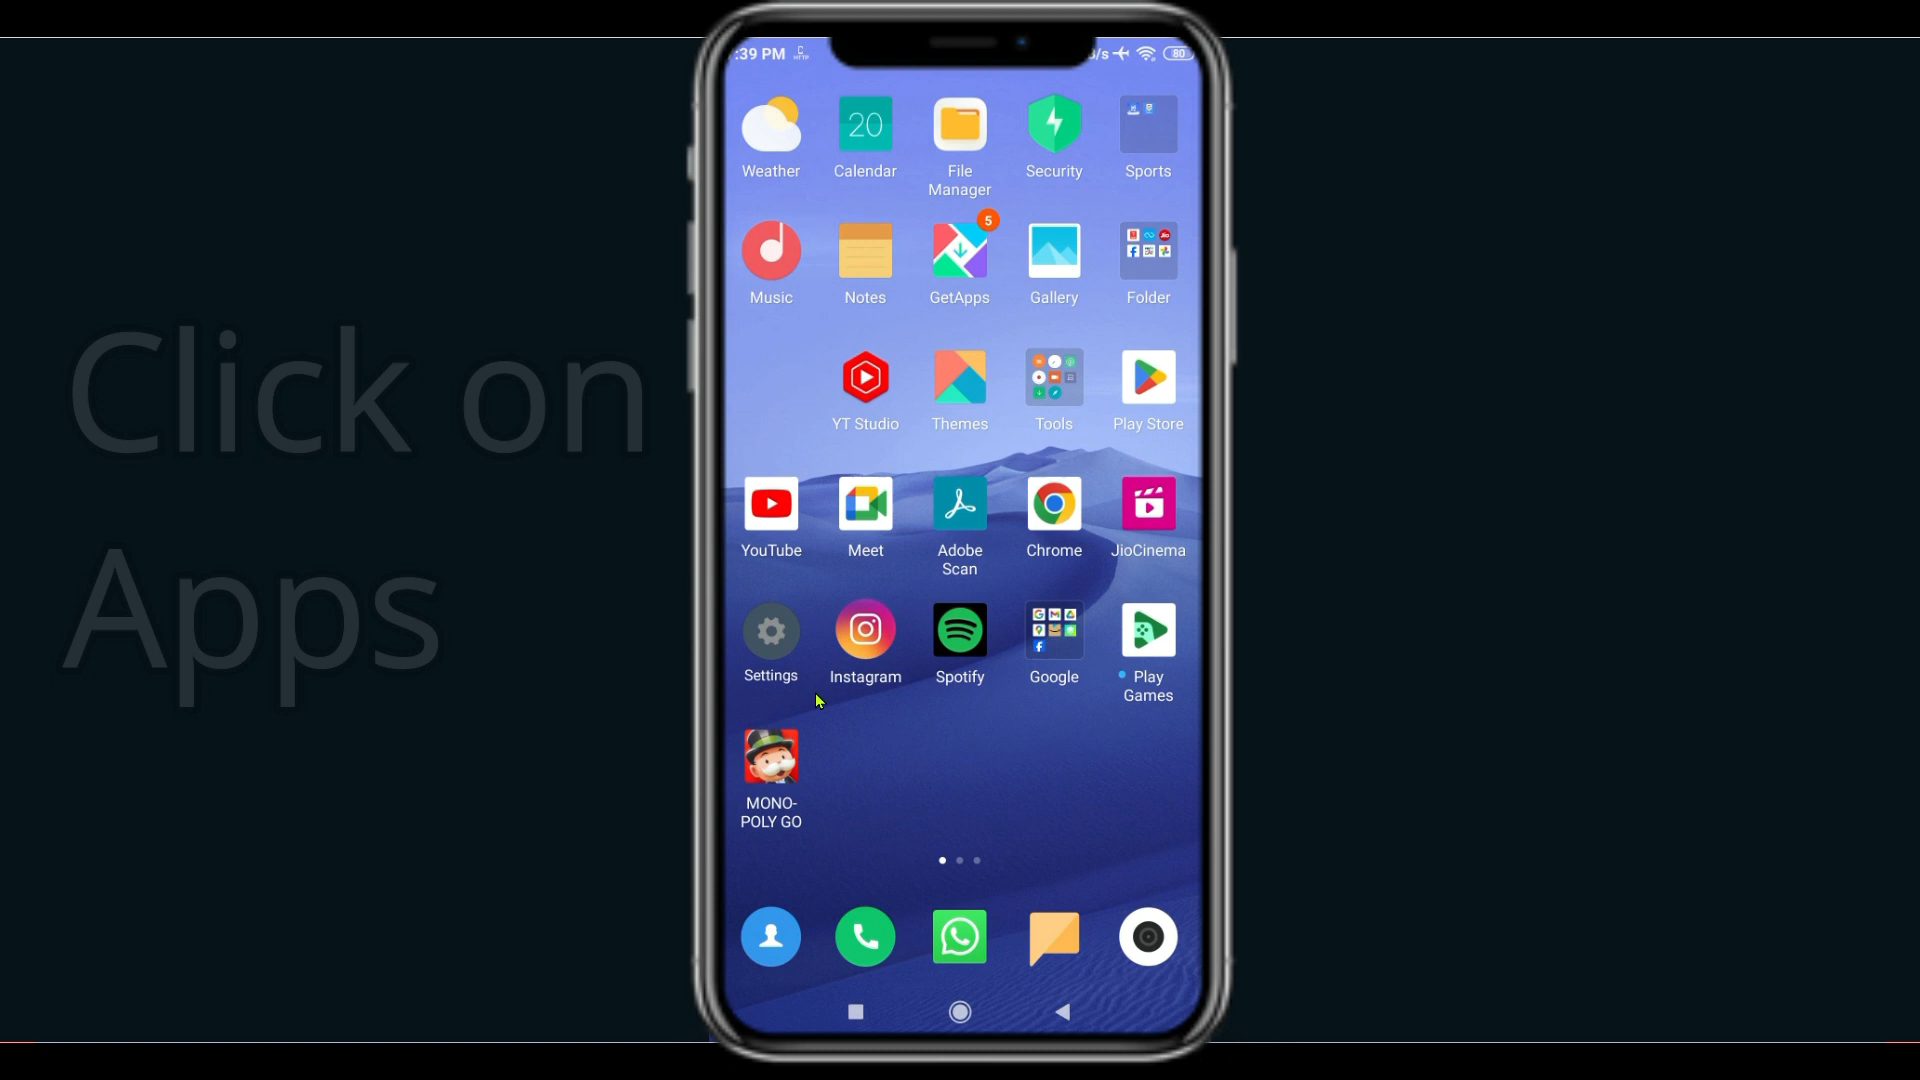 Click on
Apps
:39 PM
80
Weather
20
Calendar
File
Manager
Security
Sports
Music
Notes
5
GetApps
Gallery
Folder
YT Studio
Themes
Tools
Play Store
YouTube
Meet
Adobe
Scan
Chrome
JioCinema
Settings
Instagram
Spotify
Google
Play
Games
MONO-
POLY GO